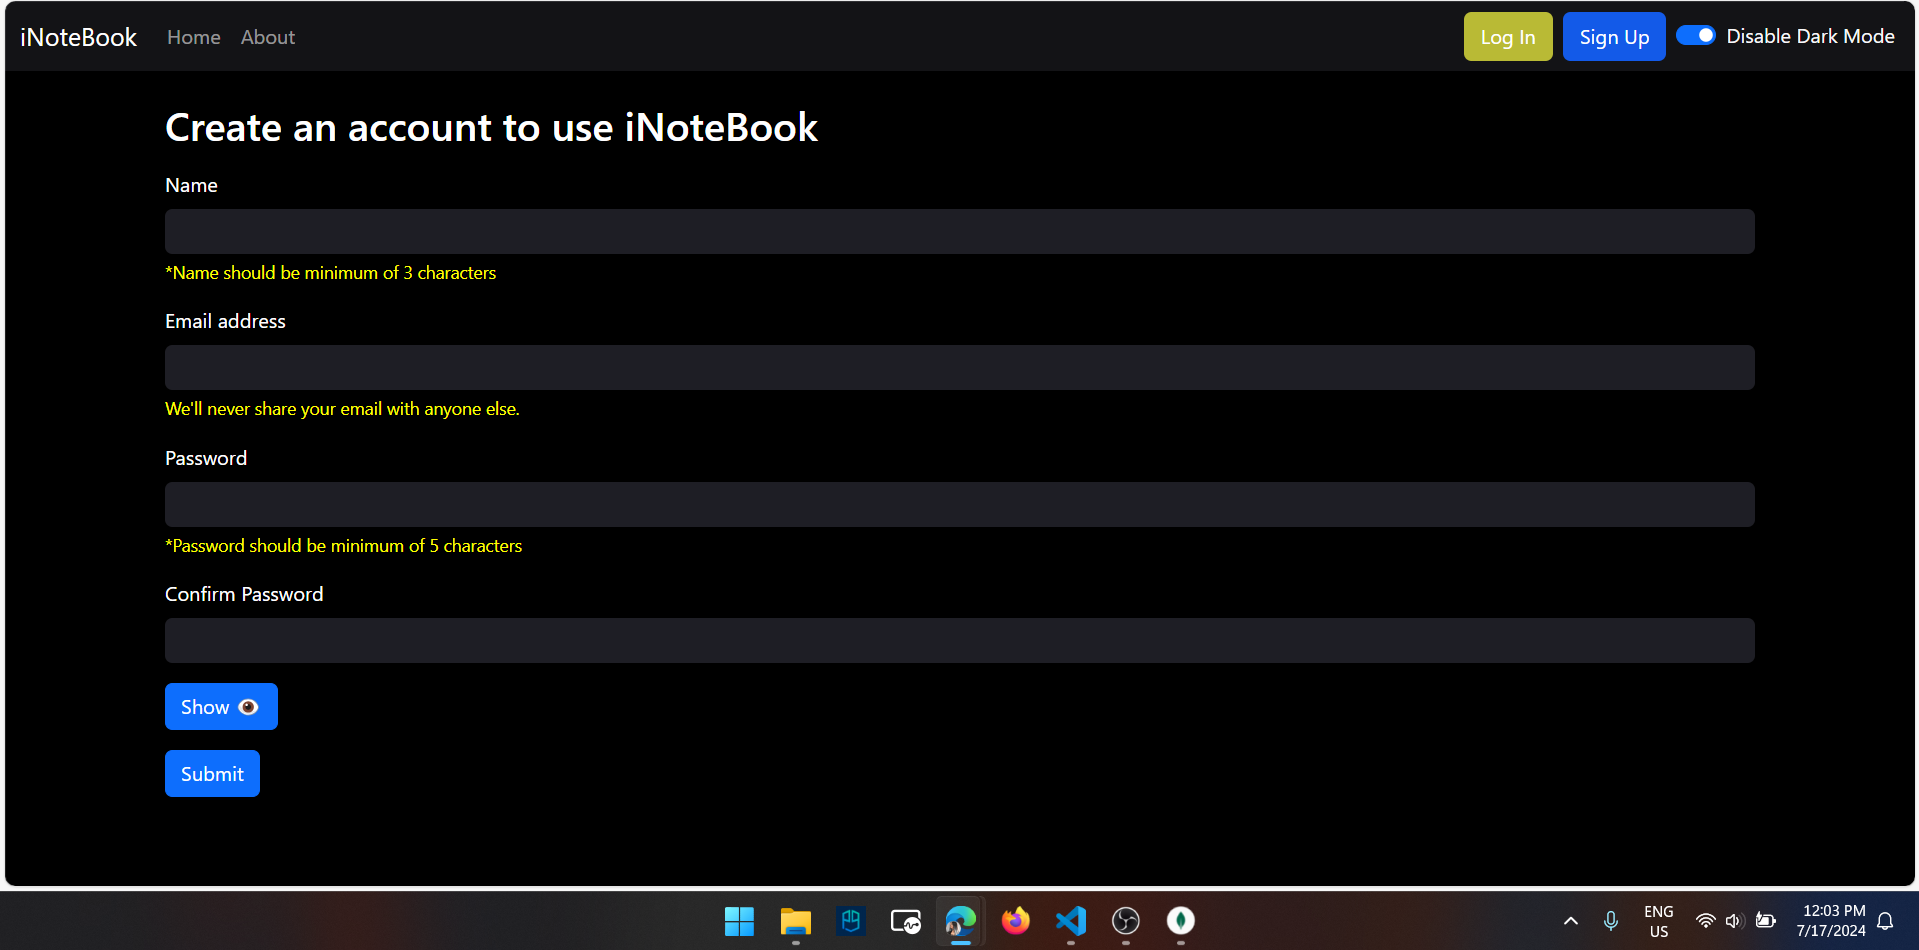 iNoteBook Home About Log In Sign Up Disable Dark Mode
Create an account to use iNoteBook
Name
*Name should be minimum of 3 characters
Email address
We'll never share your email with anyone else.
Password
*Password should be minimum of 5 characters
Confirm Password
Show
Submit
ENG
US
12:03 PM
7/17/2024